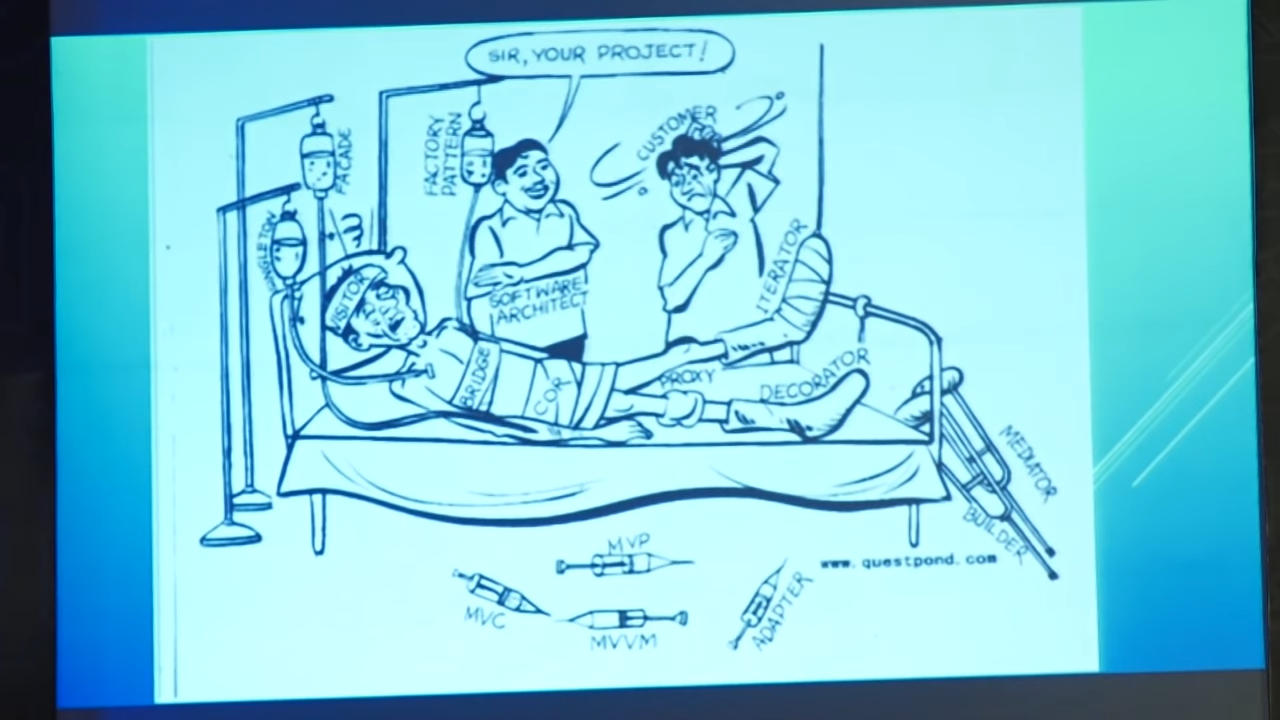 SIR, YOUR PROJECT!
FACADE
FACTORY
PATTERN
CUSTOMER
SINGLETON
VISITOR
SOFTWARE
ARCHITECT
ITERATOR
BRIDGE
COR
PROXY
DECORATOR
MEDIATOR
BUILDER
MVP
www.questpond.com
MVC
MVVM
ADAPTER